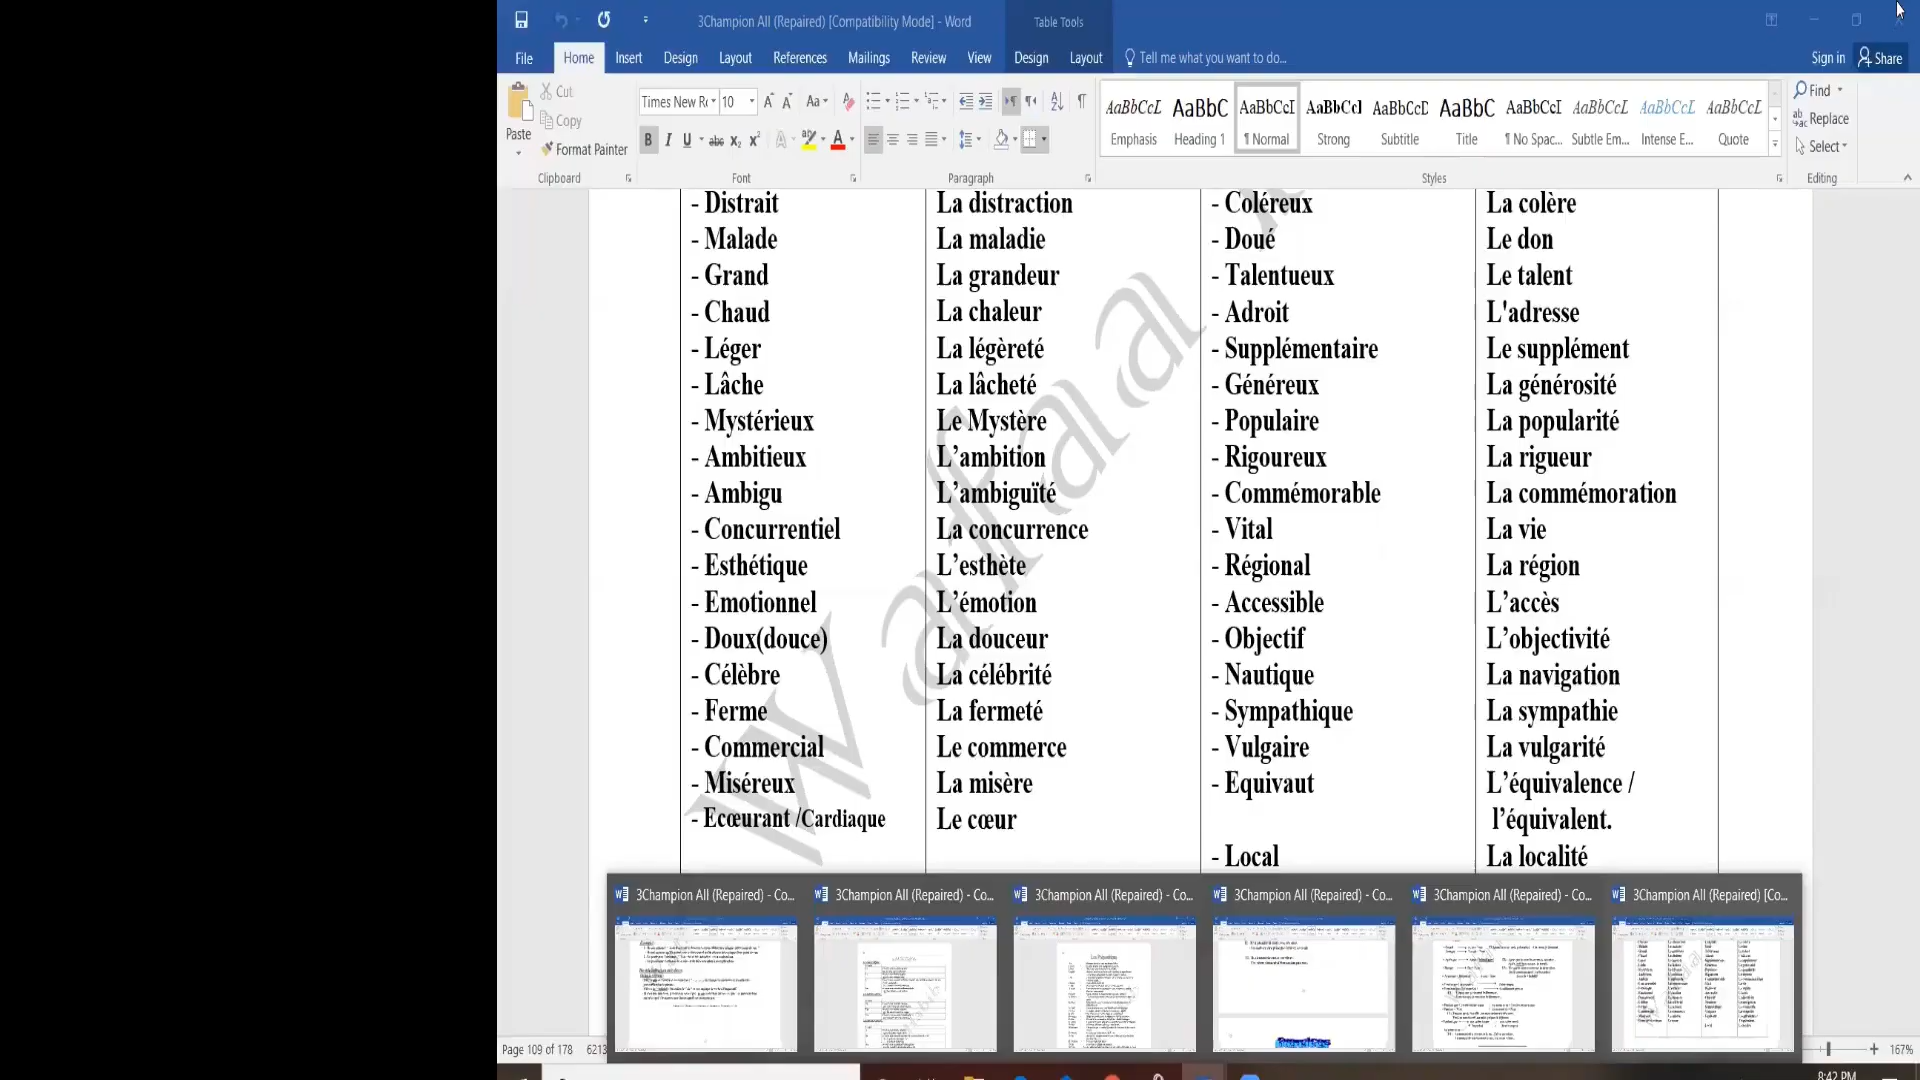 3Champion All (Repaired) [Compatibility Mode] - Word
Table Tools
File Home Insert Design Layout References Mailings Review View Design Layout Tell me what you want to do... Sign in Share
Cut
Copy
Paste
Format Painter
Times New R 10
AaBbCcL AaBbC AaBbCcI AaBbCcI AaBbCcD AaBbC AaBbCcI AaBbCcL AaBbCcL AaBbCcL
Emphasis Heading 1 ¶ Normal Strong Subtitle Title ¶ No Spac... Subtle Em... Intense E... Quote
Find
Replace
Select
Clipboard Font Paragraph Styles Editing
- Distrait La distraction - Coléreux La colère
- Malade La maladie - Doué Le don
- Grand La grandeur - Talentueux Le talent
- Chaud La chaleur - Adroit L'adresse
- Léger La légèreté - Supplémentaire Le supplément
- Lâche La lâcheté - Généreux La générosité
- Mystérieux Le Mystère - Populaire La popularité
- Ambitieux L’ambition - Rigoureux La rigueur
- Ambigu L’ambiguïté - Commémorable La commémoration
- Concurrentiel La concurrence - Vital La vie
- Esthétique L’esthète - Régional La région
- Emotionnel L’émotion - Accessible L’accès
- Doux(douce) La douceur - Objectif L’objectivité
- Célèbre La célébrité - Nautique La navigation
- Ferme La fermeté - Sympathique La sympathie
- Commercial Le commerce - Vulgaire La vulgarité
- Miséreux La misère - Equivaut L’équivalence /
- Ecœurant /Cardiaque Le cœur l’équivalent.
- Local La localité
Wafaa
3Champion All (Repaired) - Co... 3Champion All (Repaired) - Co... 3Champion All (Repaired) - Co... 3Champion All (Repaired) - Co... 3Champion All (Repaired) - Co... 3Champion All (Repaired) [Co...
Page 109 of 178 6213
167%
8:42 PM